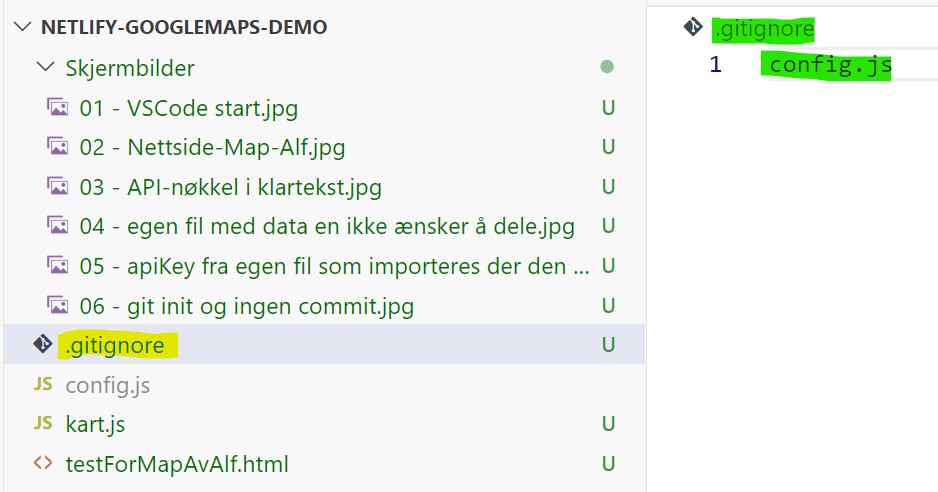 NETLIFY-GOOGLEMAPS-DEMO
Skjermbilder
01 - VSCode start.jpg U
02 - Nettside-Map-Alf.jpg U
03 - API-nøkkel i klartekst.jpg U
04 - egen fil med data en ikke ænsker å dele.jpg U
05 - apiKey fra egen fil som importeres der den ... U
06 - git init og ingen commit.jpg U
.gitignore U
JS config.js
JS kart.js U
<> testForMapAvAlf.html U
.gitignore
1 config.js